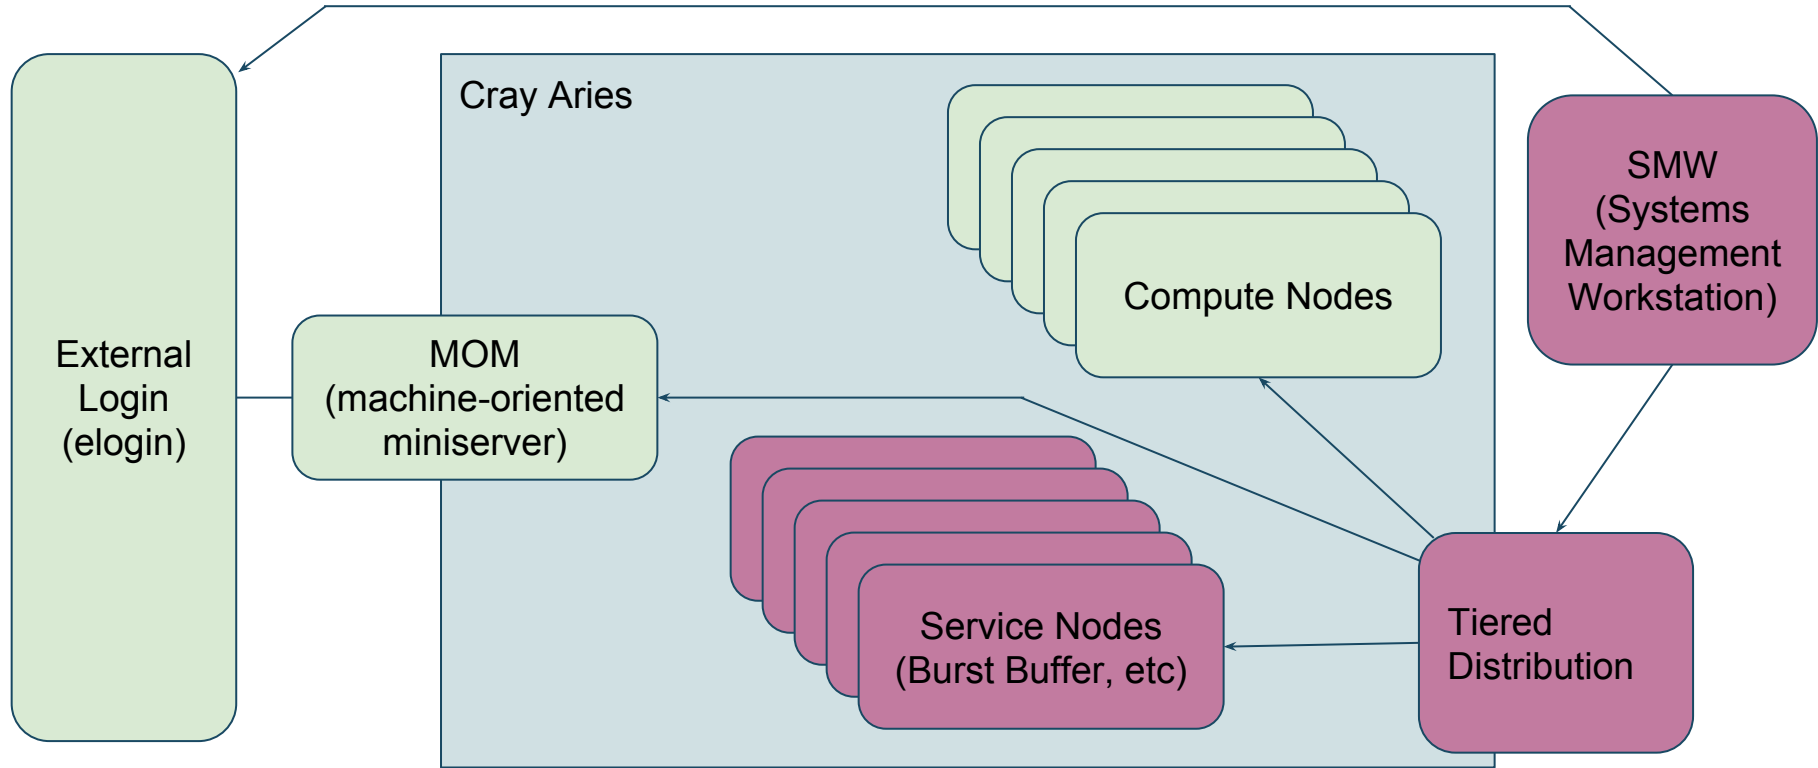 Cray Aries
SMW
(Systems
Management
Workstation)
Compute Nodes
External
Login
(elogin)
MOM
(machine-oriented
miniserver)
Service Nodes
(Burst Buffer, etc)
Tiered
Distribution